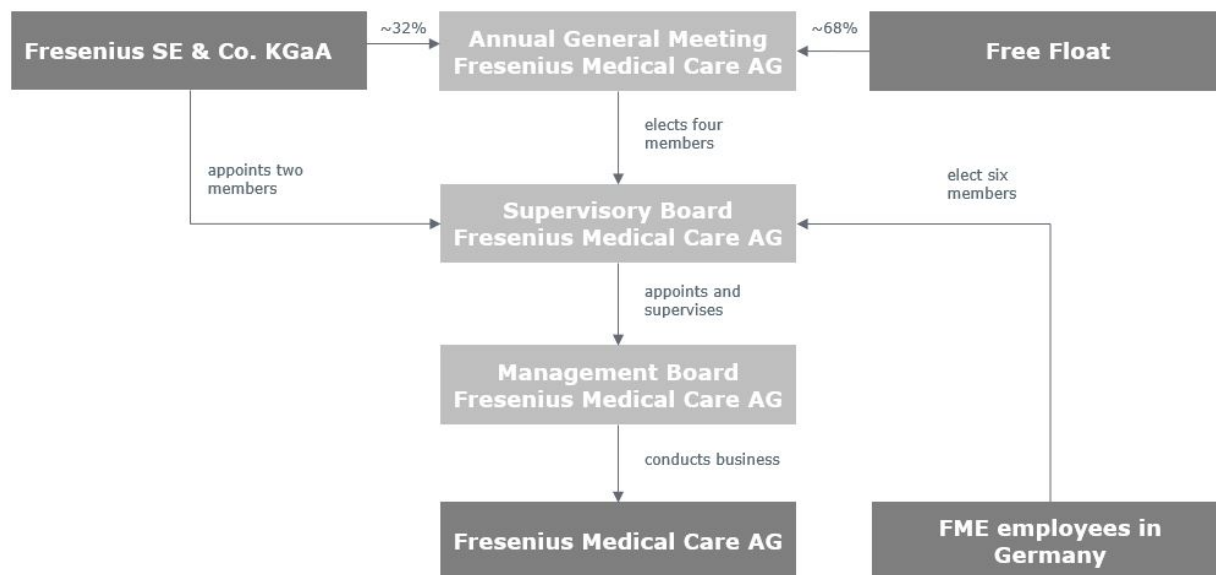 Fresenius SE & Co. KGaA
~32%
Annual General Meeting
Fresenius Medical Care AG
~68%
Free Float
elects four
members
appoints two
members
elect six
members
Supervisory Board
Fresenius Medical Care AG
appoints and
supervises
Management Board
Fresenius Medical Care AG
conducts business
Fresenius Medical Care AG
FME employees in
Germany